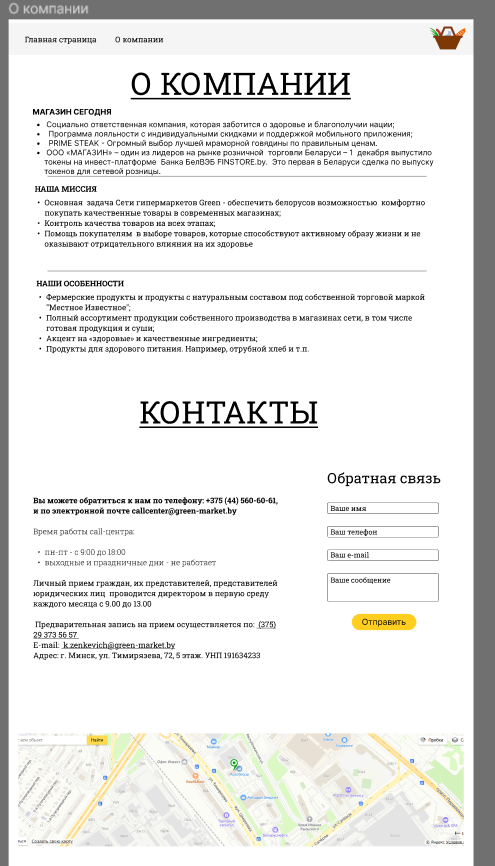 О компании
Главная страница
О компании
О КОМПАНИИ
МАГАЗИН СЕГОДНЯ
• Социально ответственная компания, которая заботится о здоровье и благополучии нации;
• Программа лояльности с индивидуальными скидками и поддержкой мобильного приложения;
• PRIME STEAK - Огромный выбор лучшей мраморной говядины по правильным ценам.
• ООО «МАГАЗИН» – один из лидеров на рынке розничной торговли Беларуси – 1 декабря выпустило
токены на инвест-платформе Банка БелВЭБ FINSTORE.by. Это первая в Беларуси сделка по выпуску
токенов для сетевой розницы.
НАША МИССИЯ
• Основная задача Сети гипермаркетов Green - обеспечить белорусов возможностью комфортно
покупать качественные товары в современных магазинах;
• Контроль качества товаров на всех этапах;
• Помощь покупателям в выборе товаров, которые способствуют активному образу жизни и не
оказывают отрицательного влияния на их здоровье
НАШИ ОСОБЕННОСТИ
• Фермерские продукты и продукты с натуральным составом под собственной торговой маркой
"Местное Известное";
• Полный ассортимент продукции собственного производства в магазинах сети, в том числе
готовая продукция и суши;
• Акцент на «здоровые» и качественные ингредиенты;
• Продукты для здорового питания. Например, отрубной хлеб и т.п.
КОНТАКТЫ
Вы можете обратиться к нам по телефону: +375 (44) 560-60-61,
и по электронной почте callcenter@green-market.by
Время работы call-центра:
• пн-пт - с 9:00 до 18:00
• выходные и праздничные дни - не работает
Личный прием граждан, их представителей, представителей
юридических лиц проводится директором в первую среду
каждого месяца с 9.00 до 13.00
Предварительная запись на прием осуществляется по: (375)
29 373 56 57
E-mail: k.zenkevich@green-market.by
Адрес: г. Минск, ул. Тимирязева, 72, 5 этаж. УНП 191634233
Обратная связь
Ваше имя
Ваш телефон
Ваш e-mail
Ваше сообщение
Отправить
Найти
Пробки
Создать свою карту
© Яндекс Условия